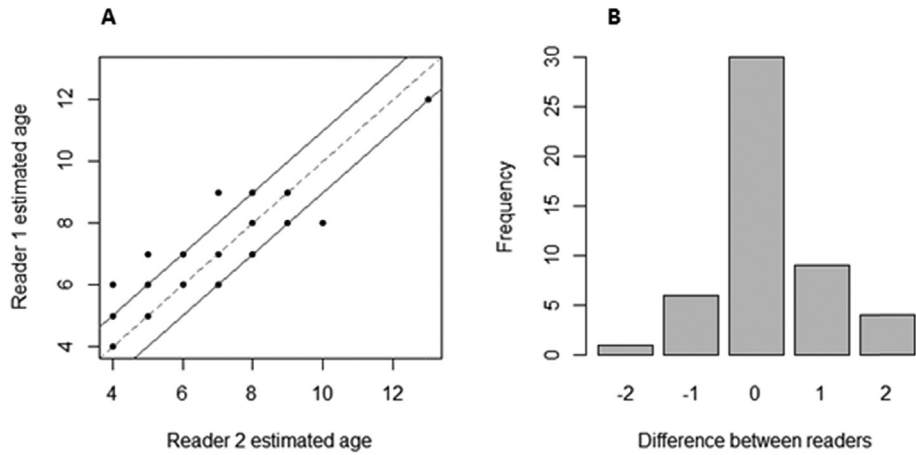 A
Reader 1 estimated age
12
10
8
6
4
4 6 8 10 12
Reader 2 estimated age
B
Frequency
30
25
20
15
10
5
0
-2 -1 0 1 2
Difference between readers